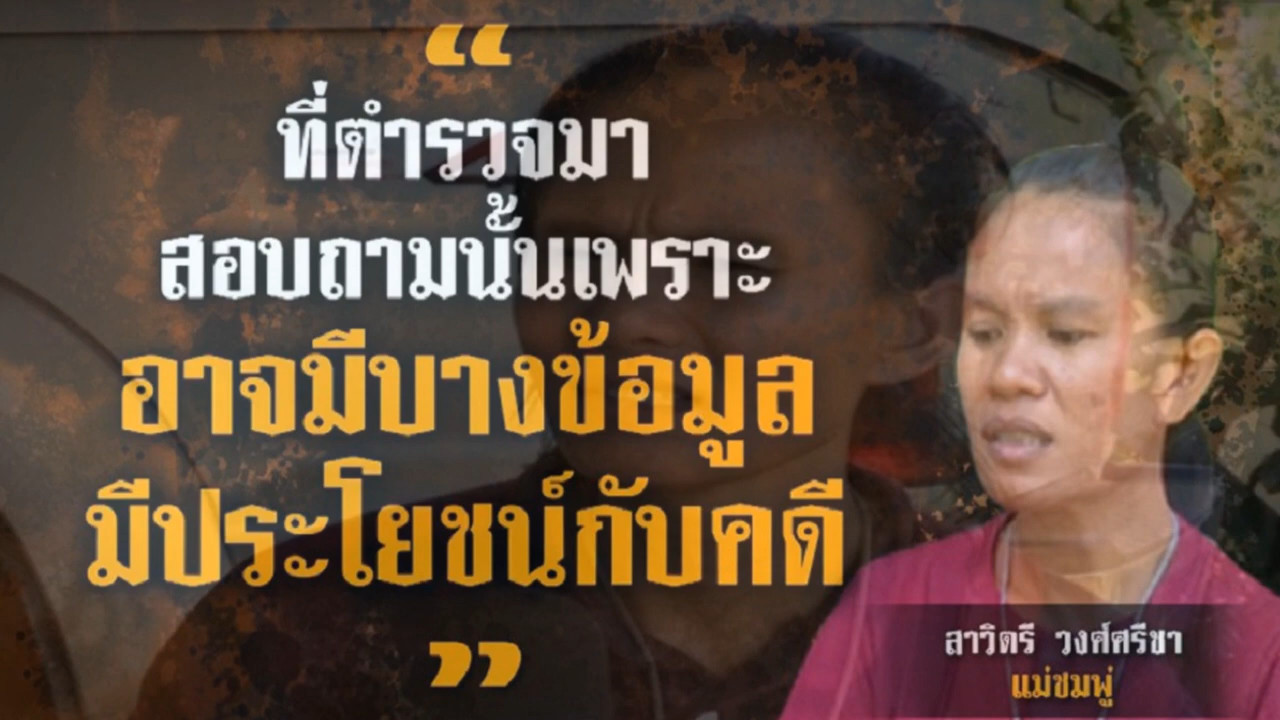 “
ที่ตำรวจมา
สอบถามนั้นเพราะ
อาจมีบางข้อมูล
มีประโยชน์กับคดี
”
สาวิตรี วงศ์ศรีชา
แม่ชมพู่